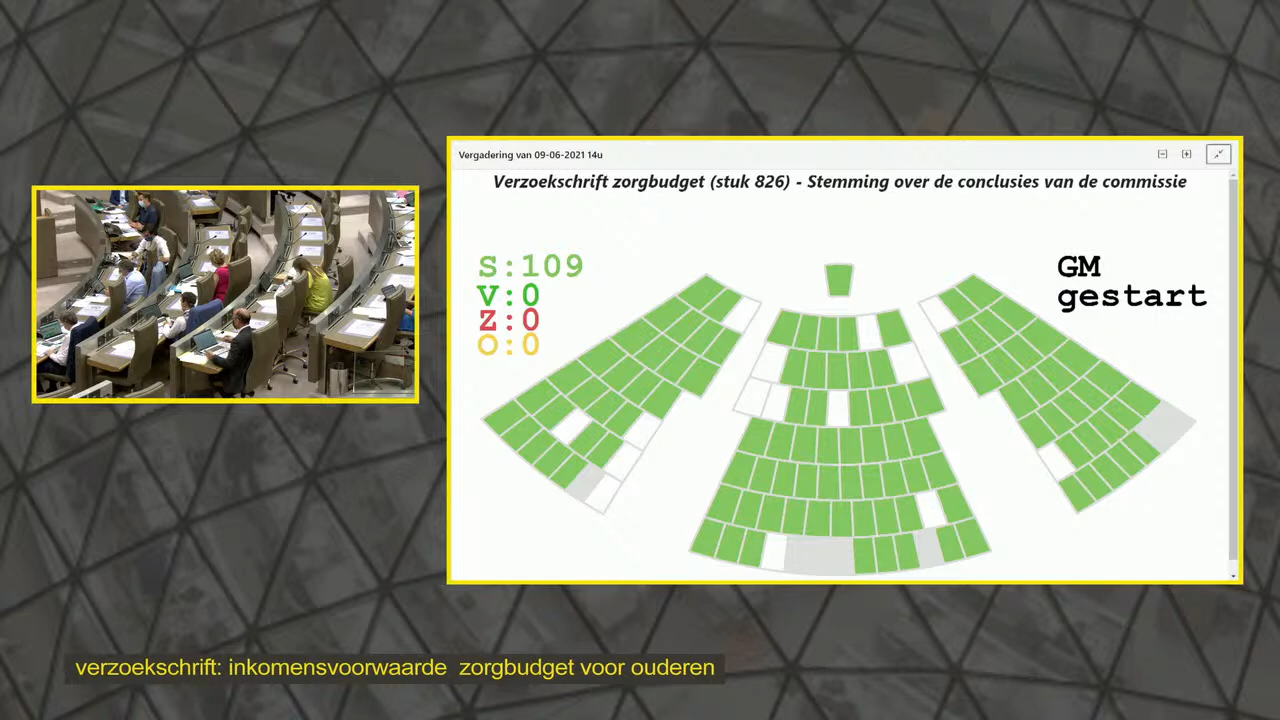 Vergadering van 09-06-2021 14u
Verzoekschrift zorgbudget (stuk 826) - Stemming over de conclusies van de commissie
S:109
V:0
Z:0
O:0
GM
gestart
verzoekschrift: inkomensvoorwaarde zorgbudget voor ouderen